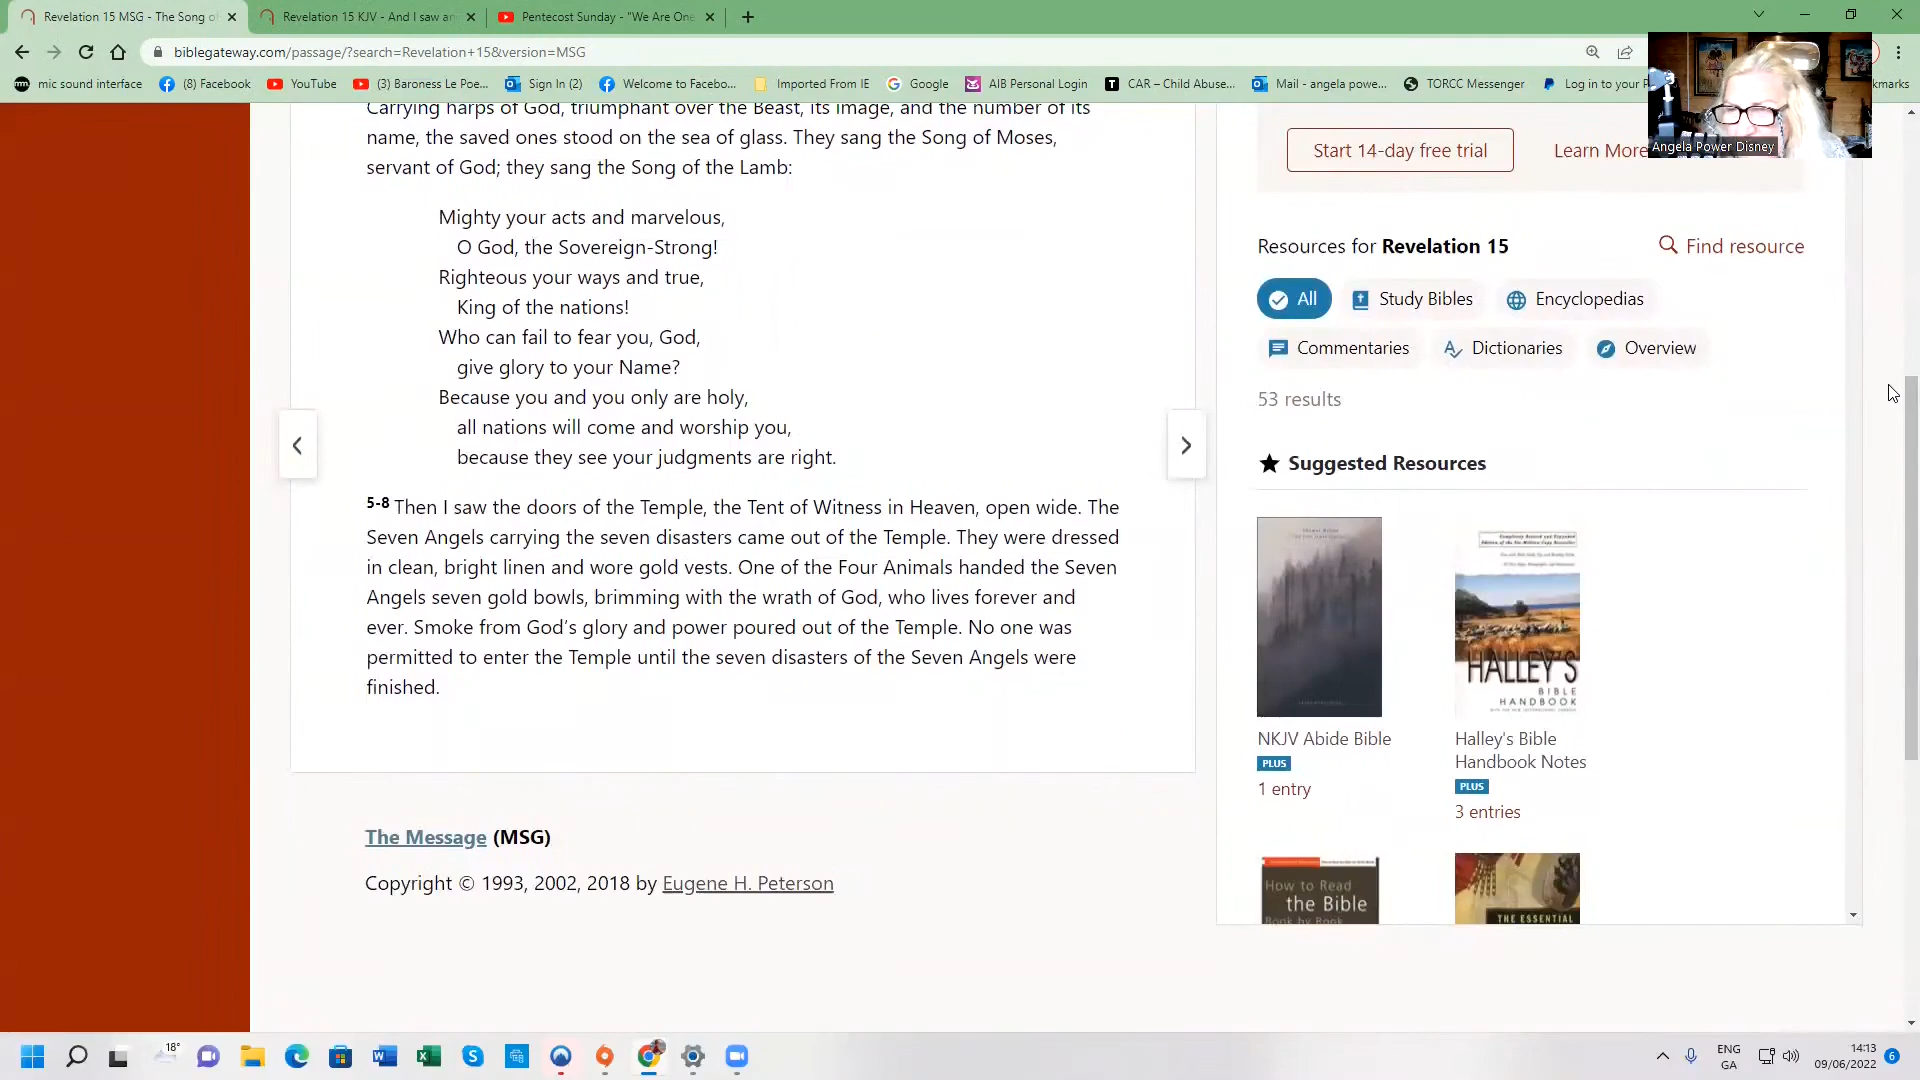 Revelation 15 MSG - The Song of
Revelation 15 KJV - And I saw an
Pentecost Sunday - "We Are One
biblegateway.com/passage/?search=Revelation+15&version=MSG
mic sound interface
(8) Facebook
YouTube
(3) Baroness Le Poe...
Sign In (2)
Welcome to Facebo...
Imported From IE
Google
AIB Personal Login
CAR – Child Abuse...
Mail - angela powe...
TORCC Messenger
Log in to your P
Angela Power Disney
Carrying harps of God, triumphant over the Beast, its image, and the number of its
name, the saved ones stood on the sea of glass. They sang the Song of Moses,
servant of God; they sang the Song of the Lamb:
Mighty your acts and marvelous,
O God, the Sovereign-Strong!
Righteous your ways and true,
King of the nations!
Who can fail to fear you, God,
give glory to your Name?
Because you and you only are holy,
all nations will come and worship you,
because they see your judgments are right.
5-8 Then I saw the doors of the Temple, the Tent of Witness in Heaven, open wide. The
Seven Angels carrying the seven disasters came out of the Temple. They were dressed
in clean, bright linen and wore gold vests. One of the Four Animals handed the Seven
Angels seven gold bowls, brimming with the wrath of God, who lives forever and
ever. Smoke from God's glory and power poured out of the Temple. No one was
permitted to enter the Temple until the seven disasters of the Seven Angels were
finished.
The Message (MSG)
Copyright © 1993, 2002, 2018 by Eugene H. Peterson
Start 14-day free trial
Learn More
Resources for Revelation 15
Find resource
All
Study Bibles
Encyclopedias
Commentaries
Dictionaries
Overview
53 results
Suggested Resources
HALLEY'S
BIBLE
HANDBOOK
NKJV Abide Bible
PLUS
1 entry
Halley's Bible
Handbook Notes
PLUS
3 entries
How to Read
the Bible
Book by Book
THE ESSENTIAL
18°
ENG
GA
14:13
09/06/2022
6